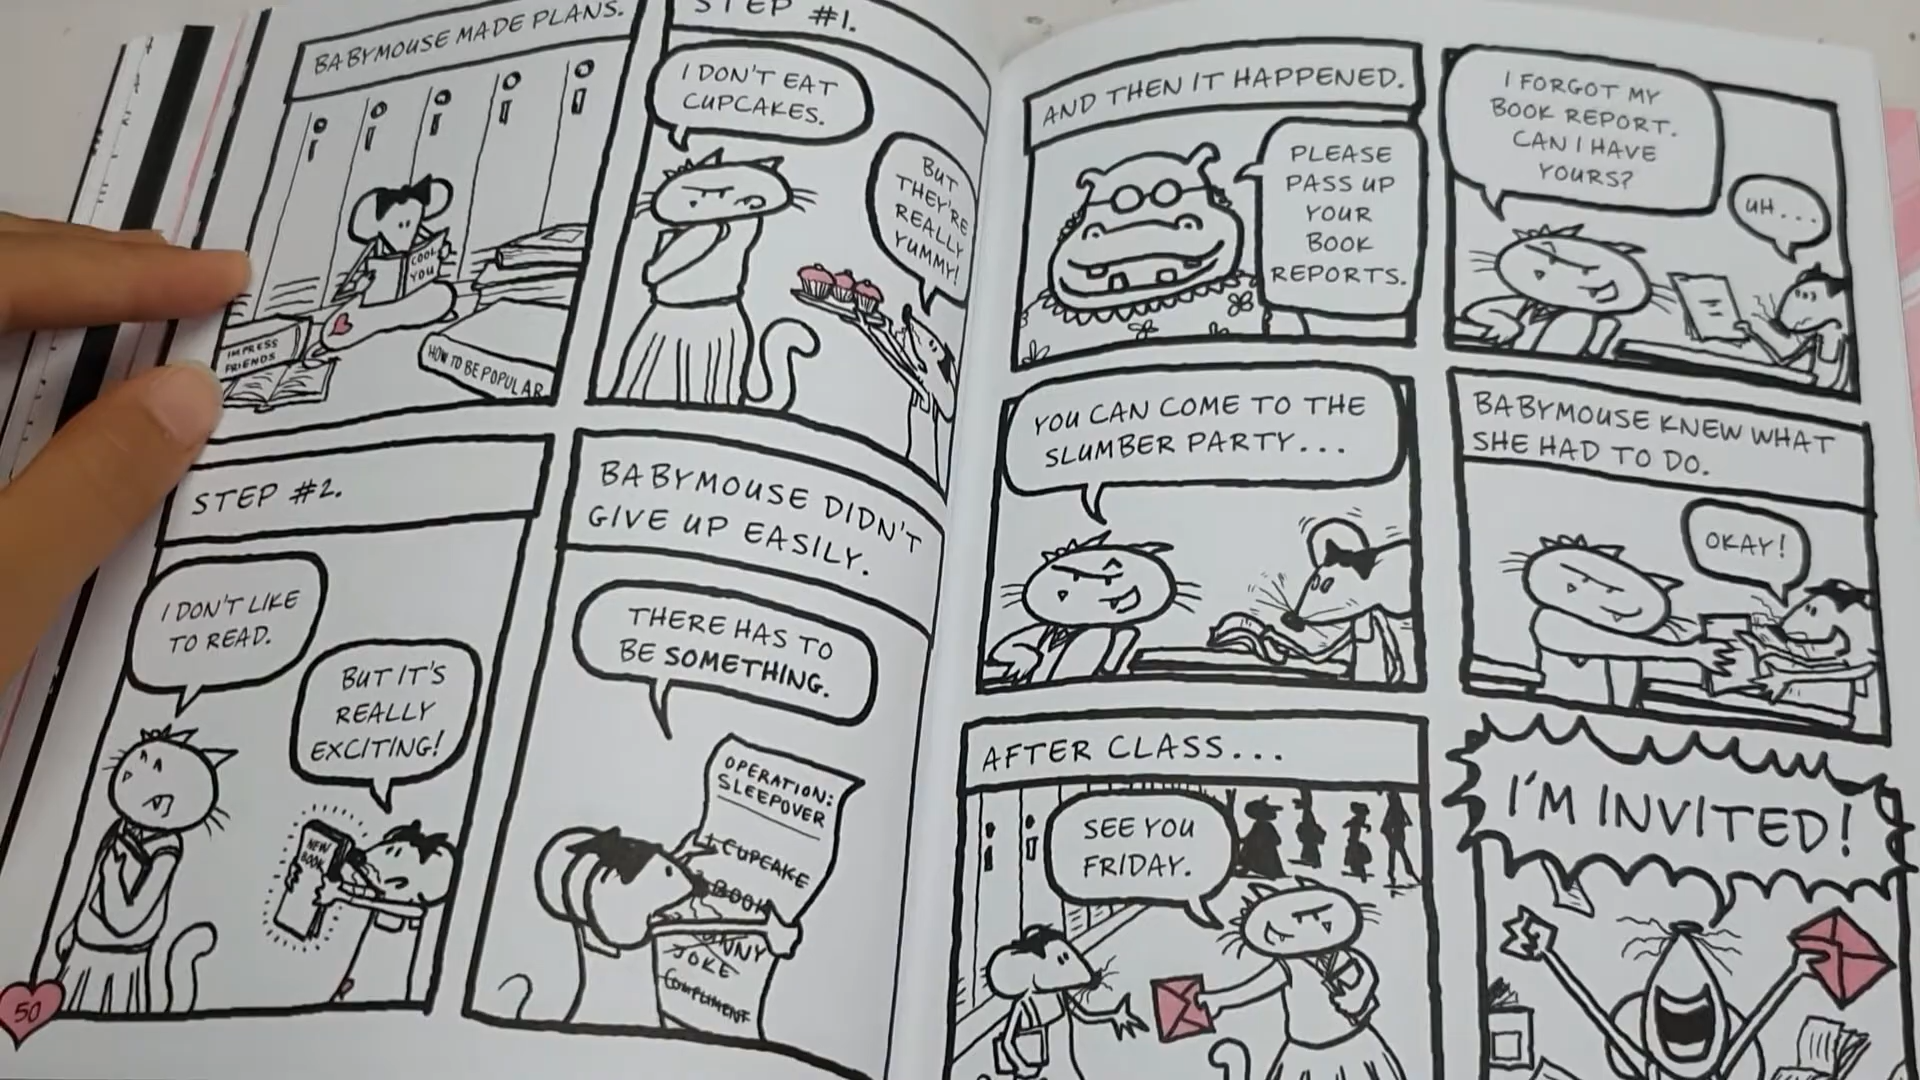 BABYMOUSE MADE PLANS.
COOL
YOU
IMPRESS
FRIENDS
HOW TO BE POPULAR
STEP #1.
I DON'T EAT
CUPCAKES.
BUT
THEY'RE
REALLY
YUMMY!
STEP #2.
I DON'T LIKE
TO READ.
BUT IT'S
REALLY
EXCITING!
NEW
BOOK
BABYMOUSE DIDN'T
GIVE UP EASILY.
THERE HAS TO
BE SOMETHING.
OPERATION:
SLEEPOVER
CUPCAKE
BOOK
JOKE
COMPLIMENT
50
AND THEN IT HAPPENED.
PLEASE
PASS UP
YOUR
BOOK
REPORTS.
I FORGOT MY
BOOK REPORT.
CAN I HAVE
YOURS?
UH...
YOU CAN COME TO THE
SLUMBER PARTY...
BABYMOUSE KNEW WHAT
SHE HAD TO DO.
OKAY!
AFTER CLASS...
SEE YOU
FRIDAY.
I'M INVITED!